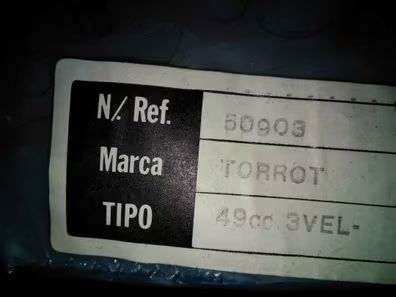 N/. Ref. 50903
Marca TORROT
TIPO 49cc 3VEL-